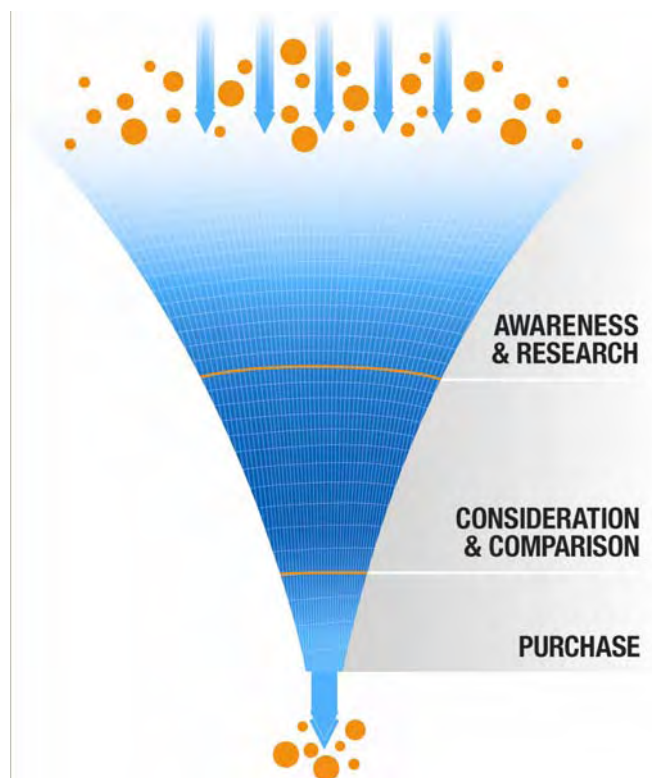 AWARENESS
& RESEARCH
CONSIDERATION
& COMPARISON
PURCHASE